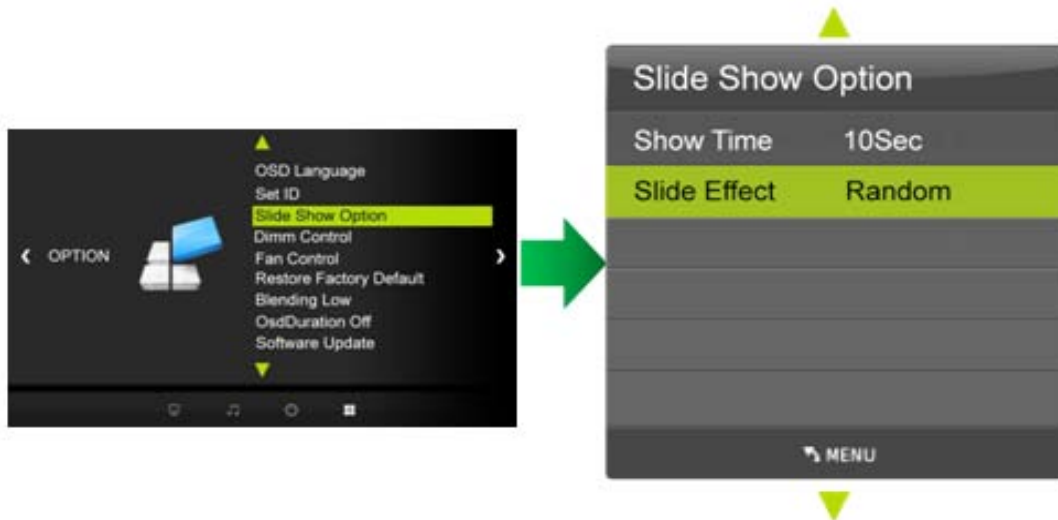 OPTION
OSD Language
Set ID
Slide Show Option
Dimm Control
Fan Control
Restore Factory Default
Blending Low
OsdDuration Off
Software Update
Slide Show Option
Show Time 10Sec
Slide Effect Random
MENU